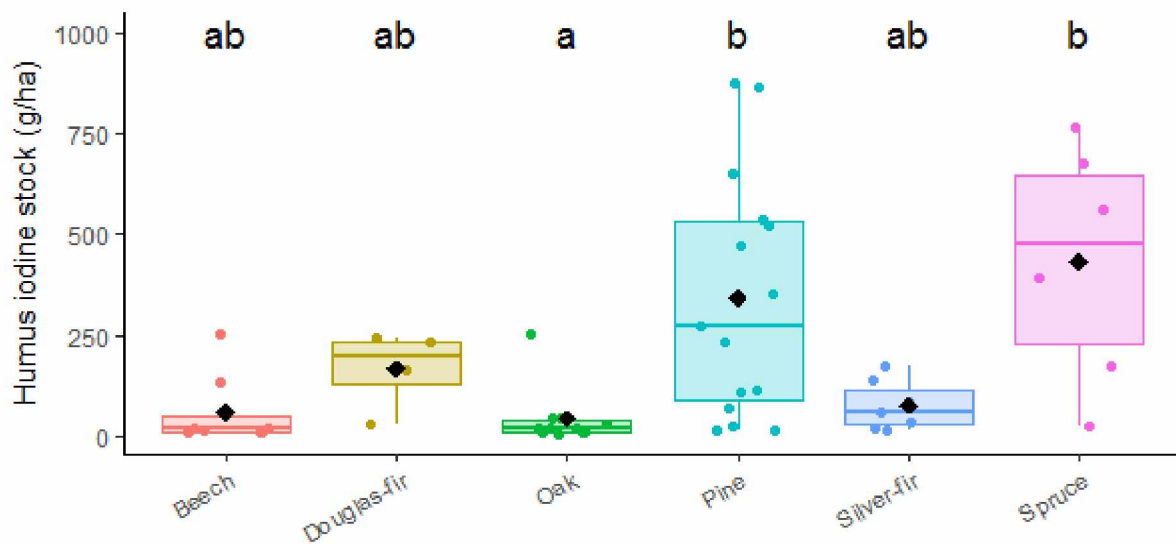 Humus iodine stock (g/ha)
1000
750
500
250
0
ab ab a b ab b
Beech Douglas-fir Oak Pine Silver-fir Spruce